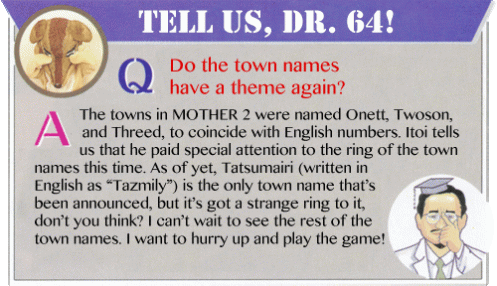 TELL US, DR. 64!
Q Do the town names
have a theme again?
A The towns in MOTHER 2 were named Onett, Twoson,
and Threed, to coincide with English numbers. Itoi tells
us that he paid special attention to the ring of the town
names this time. As of yet, Tatsumairi (written in
English as “Tazmily”) is the only town name that’s
been announced, but it’s got a strange ring to it,
don’t you think? I can’t wait to see the rest of the
town names. I want to hurry up and play the game!